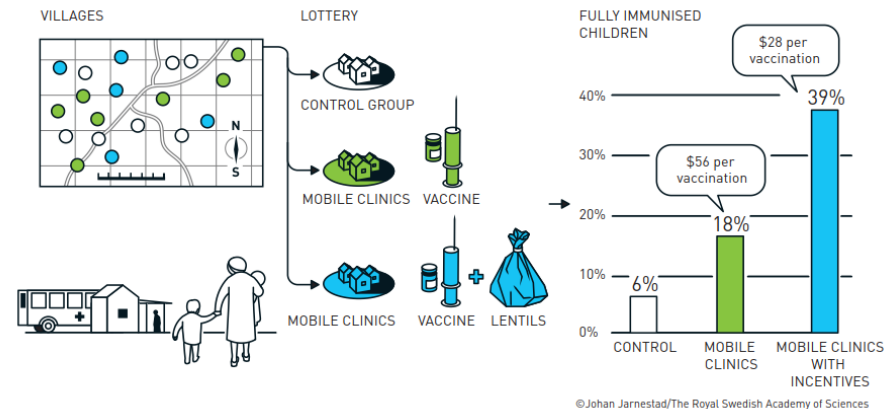 VILLAGES
LOTTERY
FULLY IMMUNISED
CHILDREN
N
S
CONTROL GROUP
MOBILE CLINICS
VACCINE
MOBILE CLINICS
VACCINE
LENTILS
$28 per
vaccination
$56 per
vaccination
40%
30%
20%
10%
0%
6%
18%
39%
CONTROL
MOBILE
CLINICS
MOBILE CLINICS
WITH
INCENTIVES
©Johan Jarnestad/The Royal Swedish Academy of Sciences